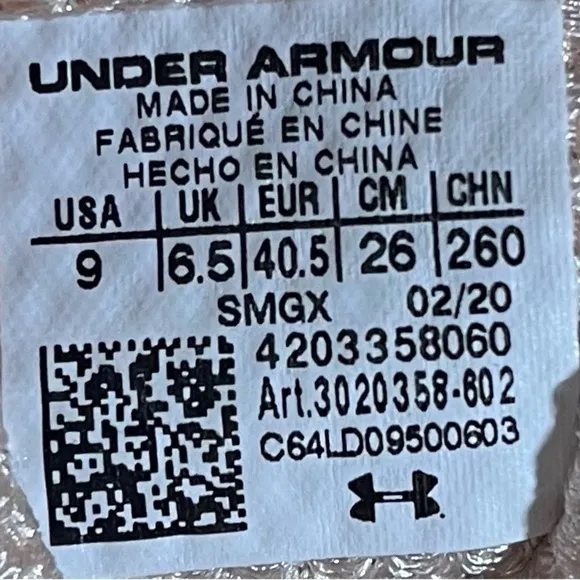 UNDER ARMOUR
MADE IN CHINA
FABRIQUÉ EN CHINE
HECHO EN CHINA
USA | UK | EUR | CM | CHN
9 | 6.5 | 40.5 | 26 | 260
SMGX 02/20
4203358060
Art.3020358-602
C64LD09500603